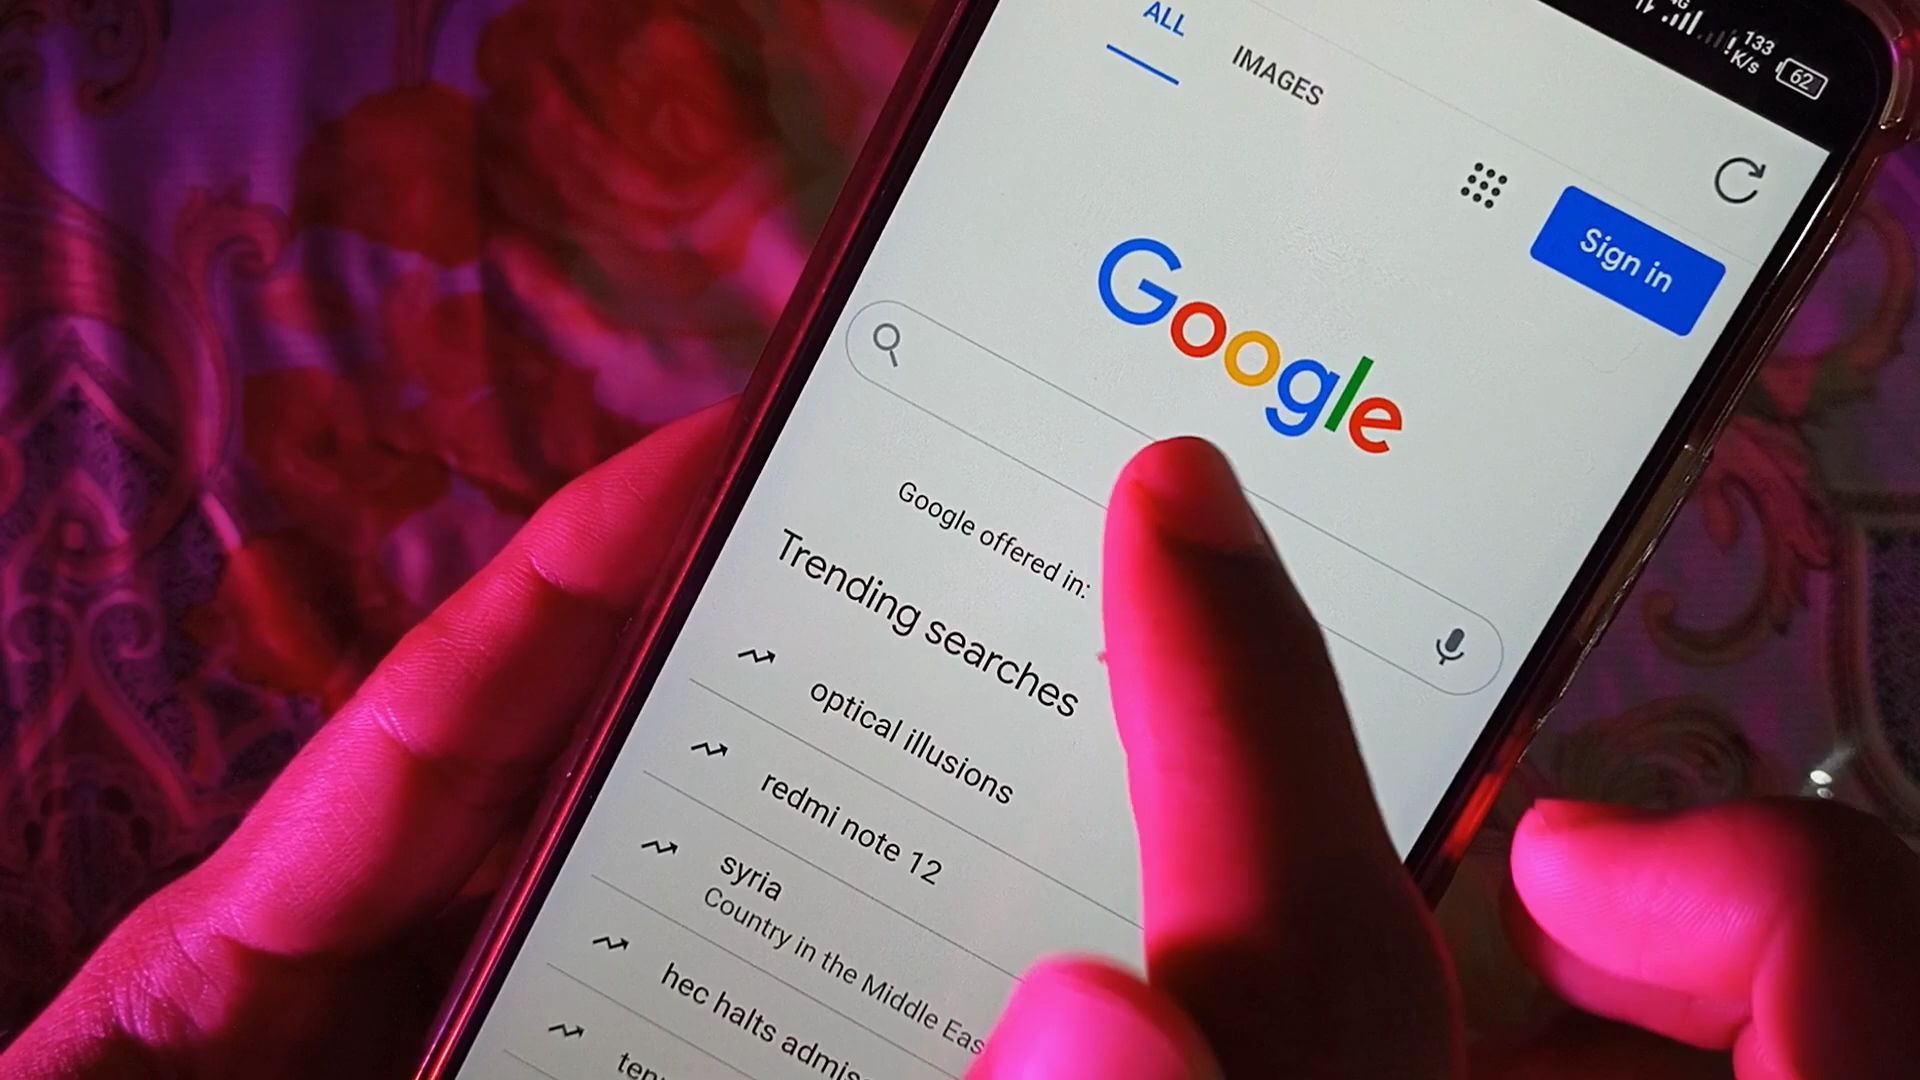 4G
133
K/s
62
ALL IMAGES
Sign in
Google
Google offered in:
Trending searches
optical illusions
redmi note 12
syria
Country in the Middle Eas
hec halts admis